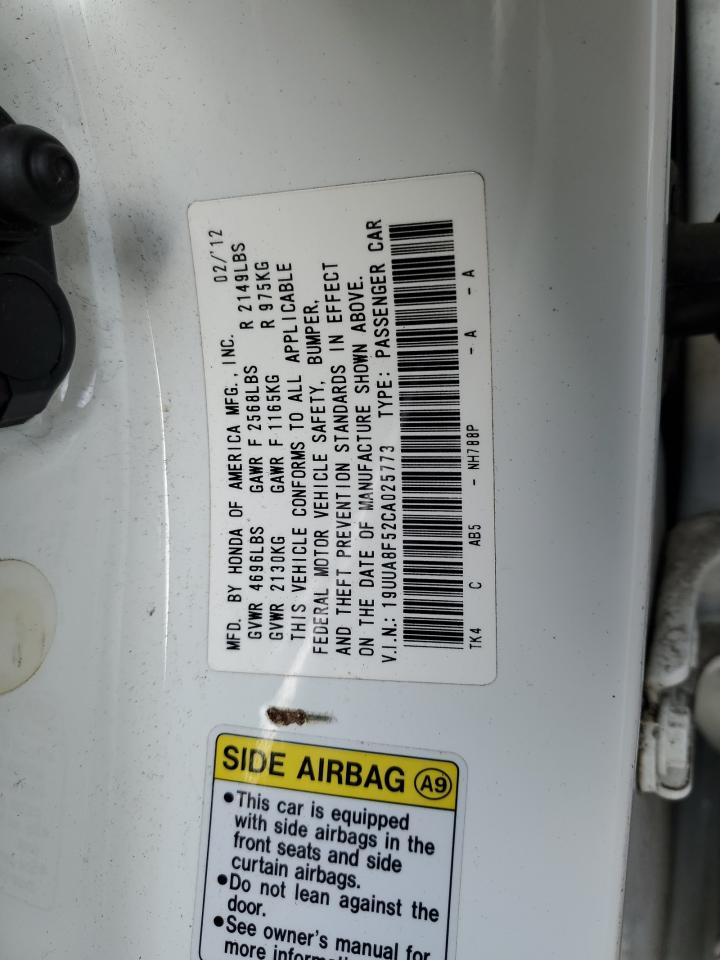 MFD. BY HONDA OF AMERICA MFG., INC. 02/'12
GVWR 4696LBS GAWR F 2568LBS R 2149LBS
GVWR 2130KG GAWR F 1165KG R 975KG
THIS VEHICLE CONFORMS TO ALL APPLICABLE
FEDERAL MOTOR VEHICLE SAFETY, BUMPER,
AND THEFT PREVENTION STANDARDS IN EFFECT
ON THE DATE OF MANUFACTURE SHOWN ABOVE.
V.I.N.: 19UUA8F52CA025773 TYPE: PASSENGER CAR
TK4 C AB5 - NH788P -A -A
SIDE AIRBAG A9
•This car is equipped
with side airbags in the
front seats and side
curtain airbags.
•Do not lean against the
door.
•See owner's manual for
more information